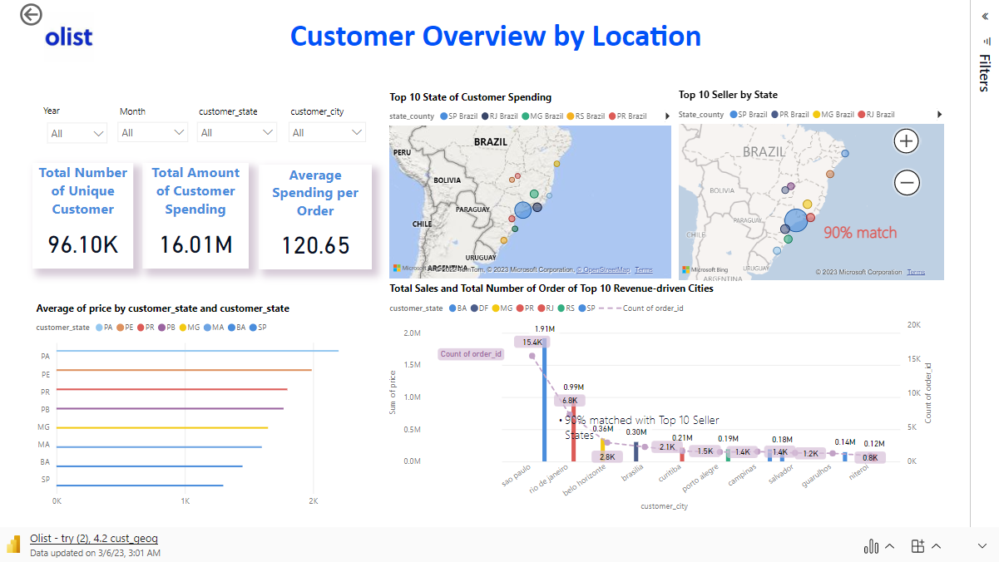 olist
Customer Overview by Location
Filters
Year
Month
customer_state
customer_city
All
All
All
All
Total Number
of Unique
Customer
96.10K
Total Amount
of Customer
Spending
16.01M
Average
Spending per
Order
120.65
Top 10 State of Customer Spending
state_county SP Brazil RJ Brazil MG Brazil RS Brazil PR Brazil
BRAZIL
PERU
BOLIVIA
PARAGUAY
CHILE
URUGUAY
ARGENTINA
© 2023 Microsoft Corporation, © OpenStreetMap Terms
Top 10 Seller by State
State_county SP Brazil PR Brazil MG Brazil RJ Brazil
BRAZIL
BOLIVIA
PARAGUAY
CHILE
90% match
URUGUAY
ARGENTINA
Microsoft Bing
© 2023 Microsoft Corporation Terms
Average of price by customer_state and customer_state
customer_state PA PE PR PB MG MA BA SP
PA
PE
PR
PB
MG
MA
BA
SP
0K
1K
2K
Total Sales and Total Number of Order of Top 10 Revenue-driven Cities
customer_state BA DF MG PR RJ RS SP Count of order_id
Sum of price
2.0M
1.5M
1.0M
0.5M
0.0M
Count of order_id
1.91M
15.4K
0.99M
6.8K
• 90% matched with Top 10 Seller
States
0.36M
2.8K
0.30M
2.1K
0.21M
1.5K
0.19M
1.4K
0.18M
1.4K
1.2K
0.14M
0.12M
0.8K
20K
15K
10K
5K
0K
Count of order_id
sao paulo
rio de janeiro
belo horizonte
brasilia
curitiba
porto alegre
campinas
salvador
guarulhos
niteroi
customer_city
Olist - try (2), 4.2 cust_geoq
Data updated on 3/6/23, 3:01 AM